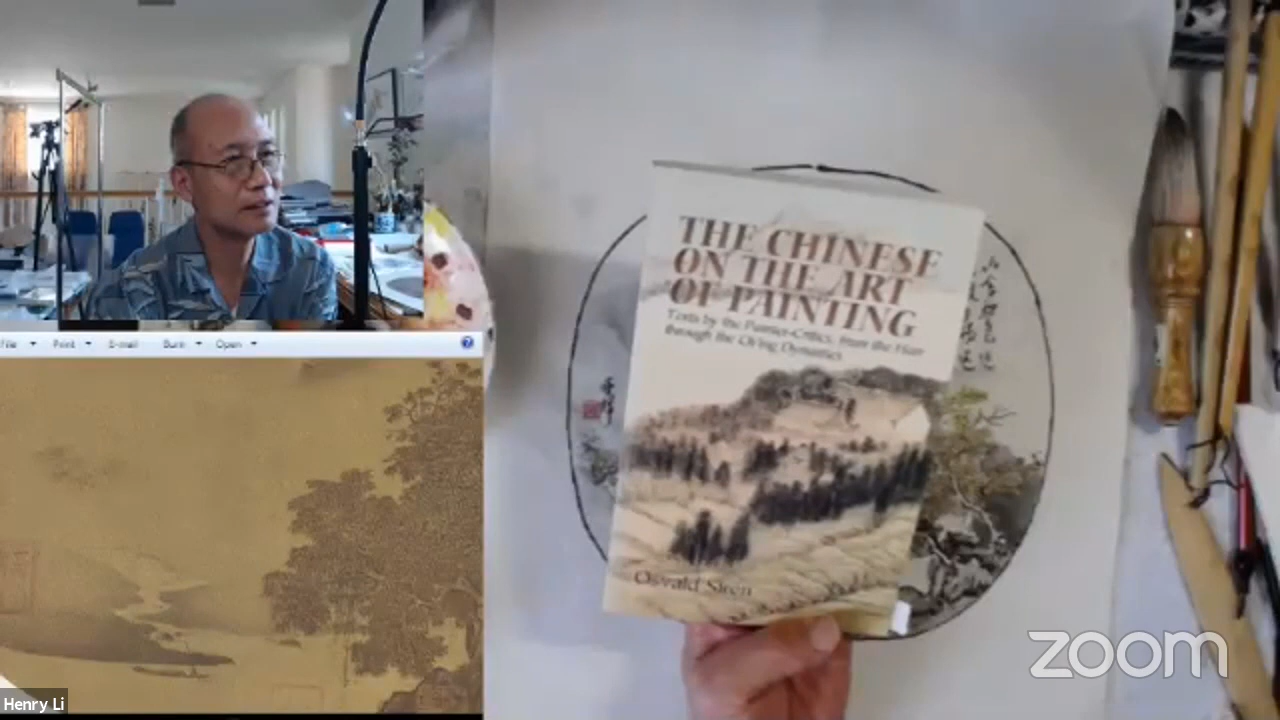 File Print E-mail Burn Open
THE CHINESE
ON THE ART
OF PAINTING
Texts by the Painter-Critics, from the Han
through the Ch'ing Dynasties
Osvald Siren
Henry Li
zoom